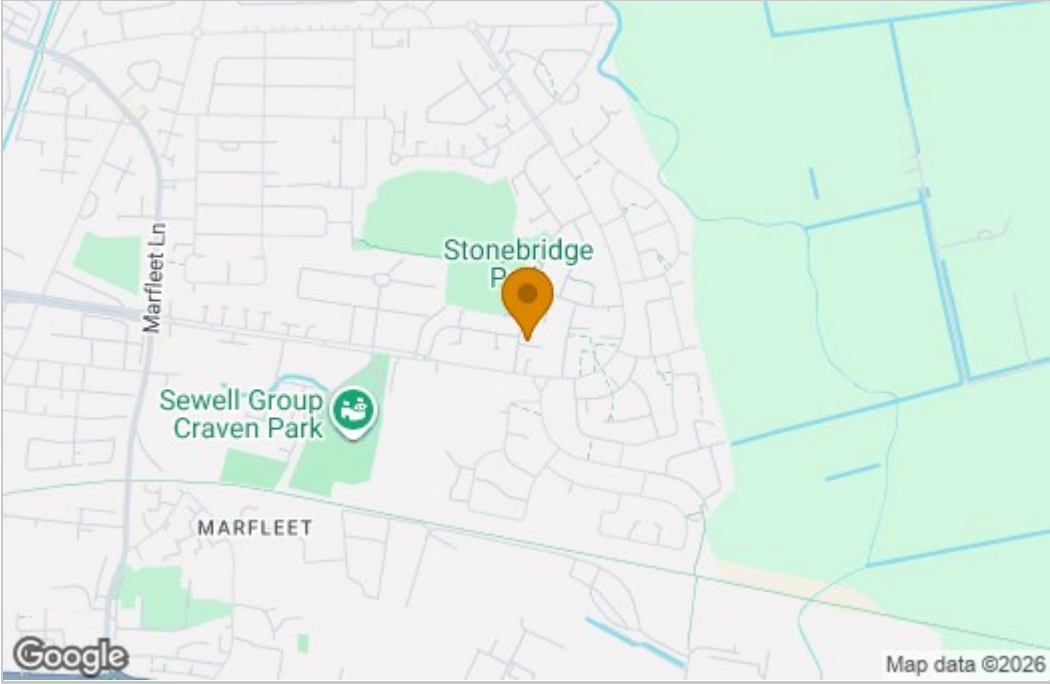 Marfleet Ln
Stonebridge
P
Sewell Group
Craven Park
MARFLEET
Google
Map data ©2026